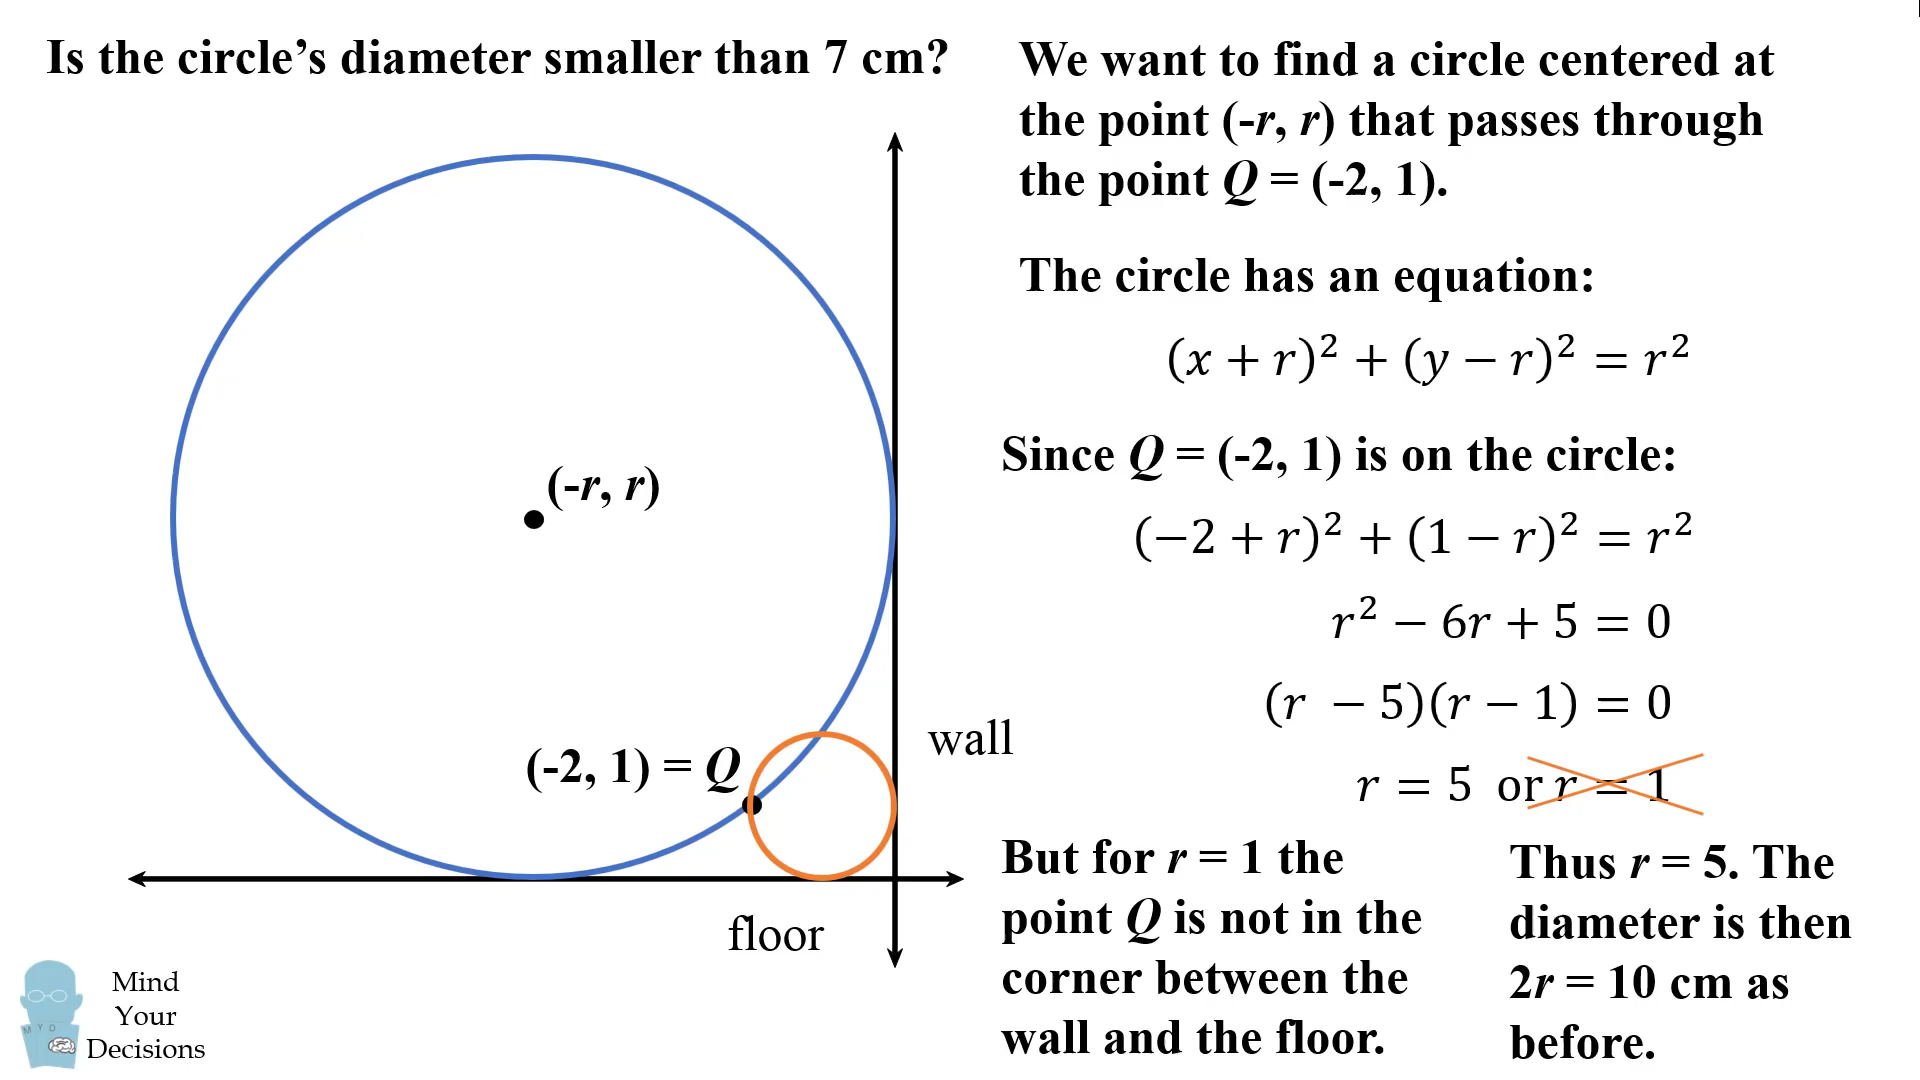 Is the circle’s diameter smaller than 7 cm?
(-r, r)
(-2, 1) = Q
wall
floor
We want to find a circle centered at
the point (-r, r) that passes through
the point Q = (-2, 1).
The circle has an equation:
(x + r)² + (y − r)² = r²
Since Q = (-2, 1) is on the circle:
(−2 + r)² + (1 − r)² = r²
r² − 6r + 5 = 0
(r − 5)(r − 1) = 0
r = 5 or r = 1
But for r = 1 the
point Q is not in the
corner between the
wall and the floor.
Thus r = 5. The
diameter is then
2r = 10 cm as
before.
M Y D
Mind
Your
Decisions